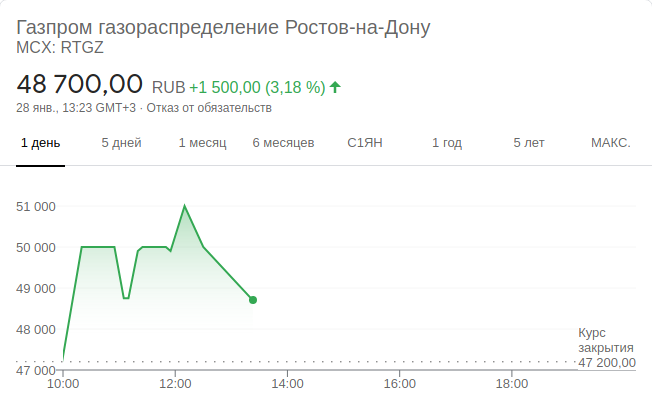 Газпром газораспределение Ростов-на-Дону
MCX: RTGZ
48 700,00 RUB +1 500,00 (3,18 %)
28 янв., 13:23 GMT+3 · Отказ от обязательств
1 день 5 дней 1 месяц 6 месяцев С1ЯН 1 год 5 лет МАКС.
51 000
50 000
49 000
48 000
Курс
закрытия
47 200,00
47 000
10:00 12:00 14:00 16:00 18:00